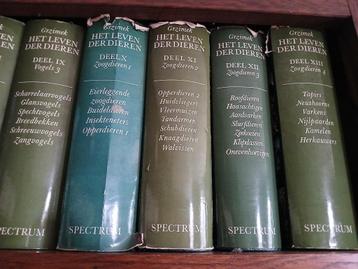 Grzimek
HET LEVEN
DER DIEREN
DEEL IX
Vogels 3
Scharrelaarvogels
Glansvogels
Spechtvogels
Breedbekken
Schreeuwvogels
Zangvogels
SPECTRUM
Grzimek
HET LEVEN
DER DIEREN
DEEL X
Zoogdieren 1
Eierleggende
zoogdieren
Buideldieren
Insekteneters
Opperdieren 1
SPECTRUM
Grzimek
HET LEVEN
DER DIEREN
DEEL XI
Zoogdieren 2
Opperdieren 2
Huidvliegers
Vleermuizen
Tandarmen
Schubdieren
Knaagdieren
Walvissen
SPECTRUM
Grzimek
HET LEVEN
DER DIEREN
DEEL XII
Zoogdieren 3
Roofdieren
Haasachtigen
Aardvarken
Slurfdieren
Zeekoeien
Klipdassen
Onevenhoevigen
SPECTRUM
Grzimek
HET LEVEN
DER DIEREN
DEEL XIII
Zoogdieren 4
Tapirs
Neushoorns
Varkens
Nijlpaarden
Kamelen
Herkauwers
SPECTRUM